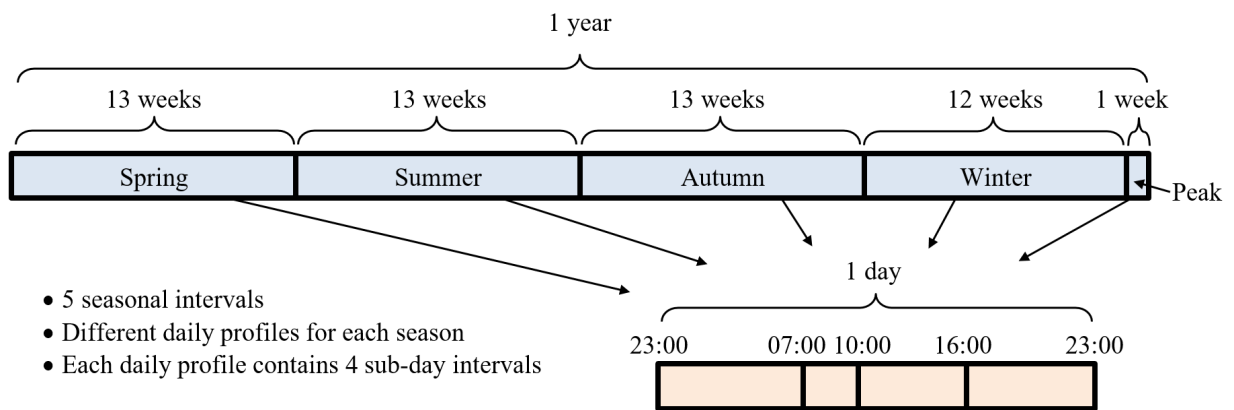 1 year
13 weeks 13 weeks 13 weeks 12 weeks 1 week
Spring Summer Autumn Winter
Peak
1 day
• 5 seasonal intervals
• Different daily profiles for each season
• Each daily profile contains 4 sub-day intervals
23:00 07:00 10:00 16:00 23:00